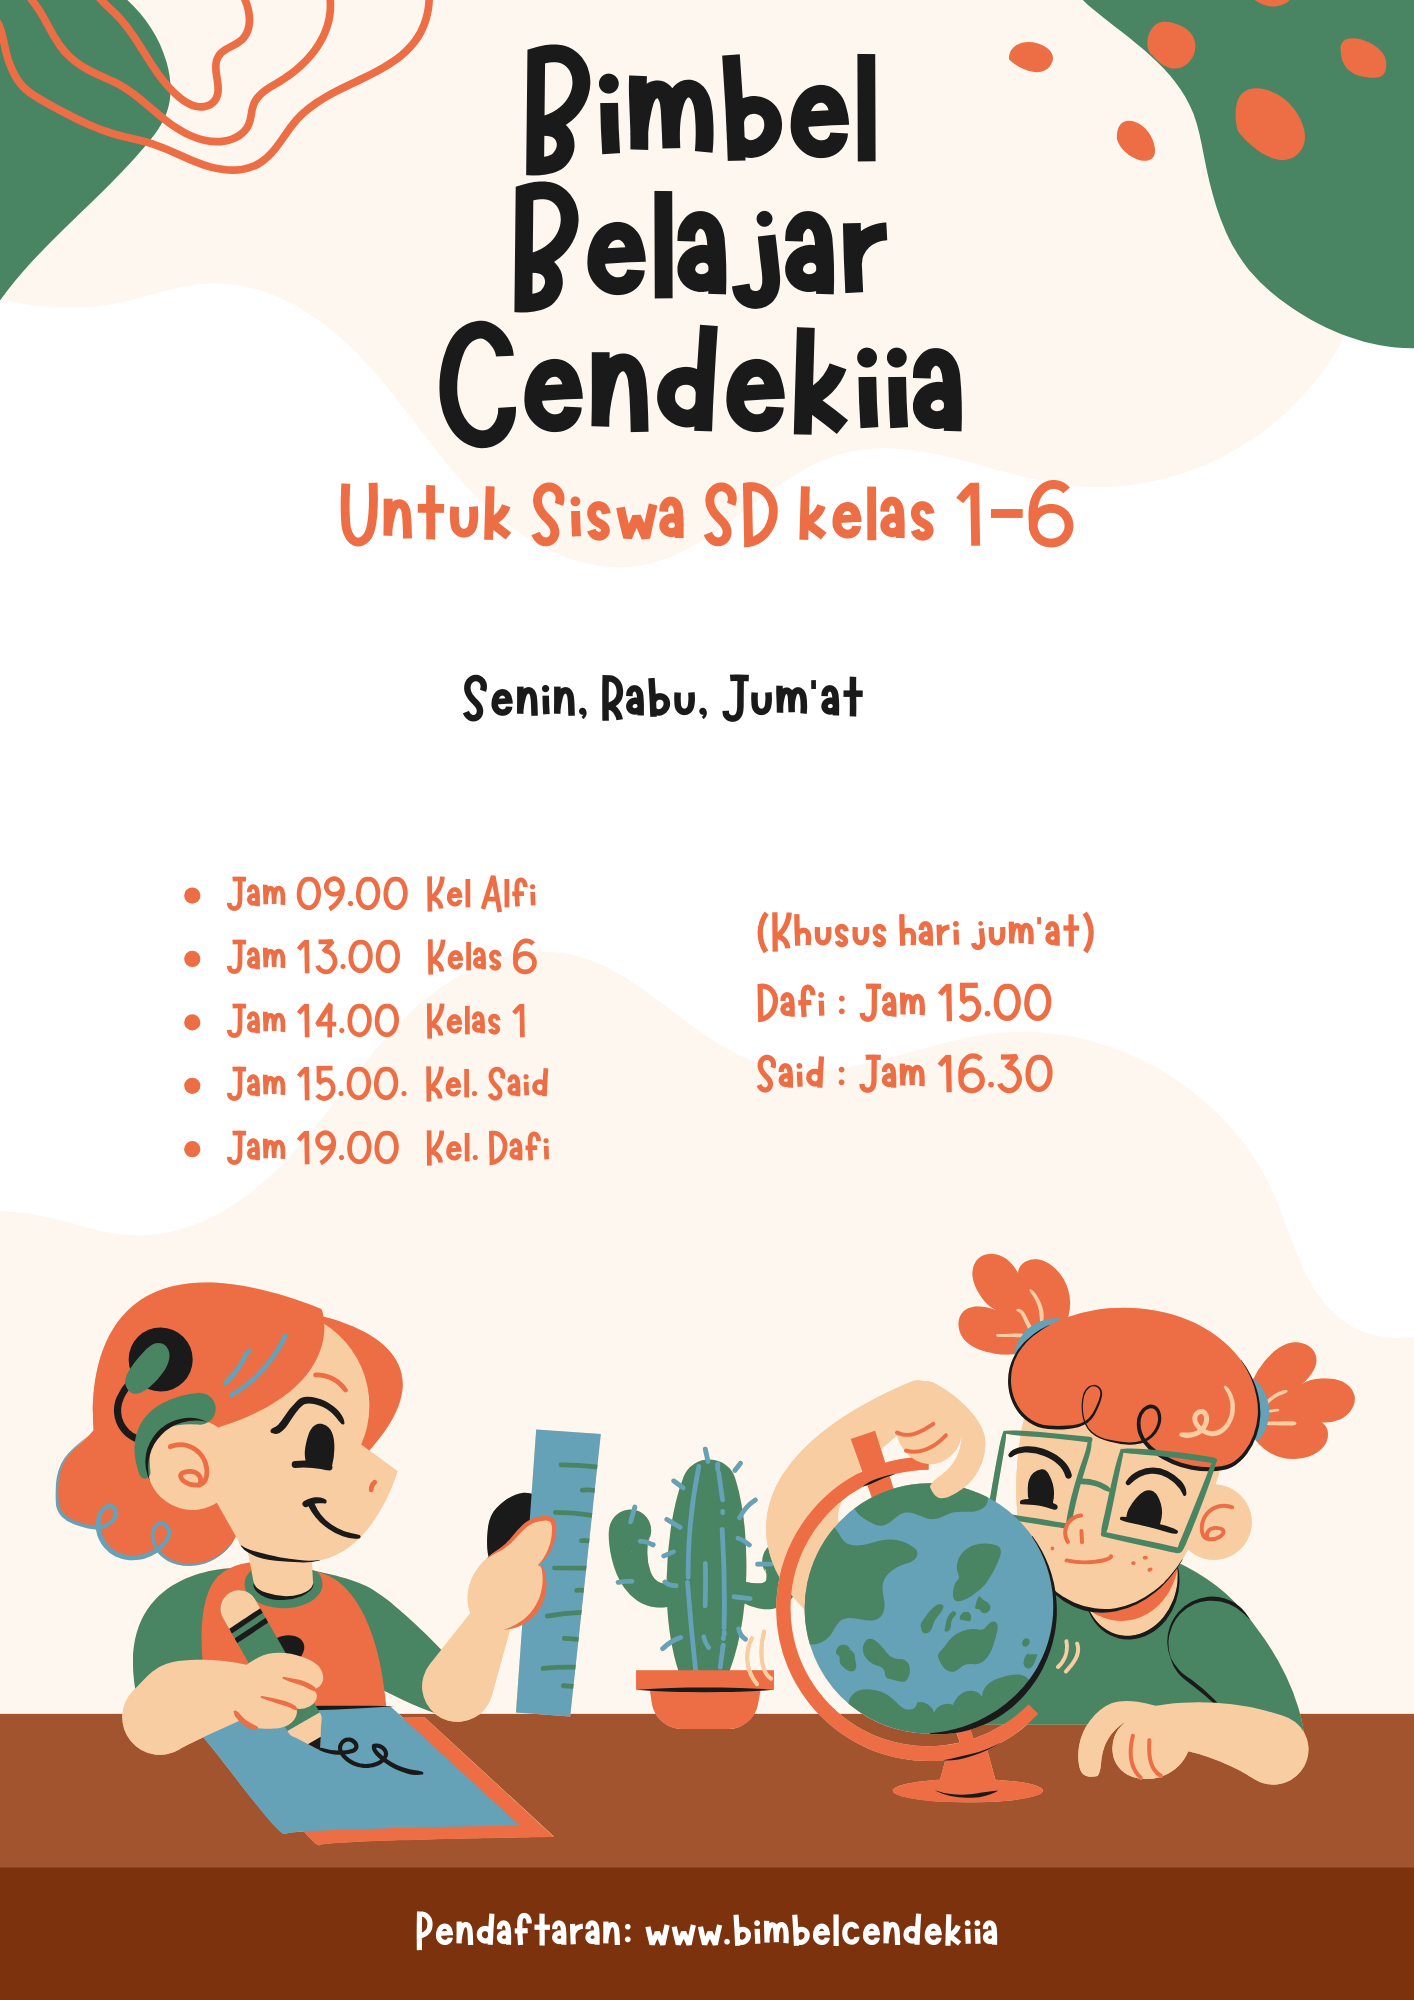 Bimbel
Belajar
Cendekiia
Untuk Siswa SD kelas 1-6
Senin, Rabu, Jum'at
• Jam 09.00 Kel Alfi
• Jam 13.00 Kelas 6
• Jam 14.00 Kelas 1
• Jam 15.00. Kel. Said
• Jam 19.00 Kel. Dafi
(Khusus hari jum'at)
Dafi : Jam 15.00
Said : Jam 16.30
Pendaftaran: www.bimbelcendekiia